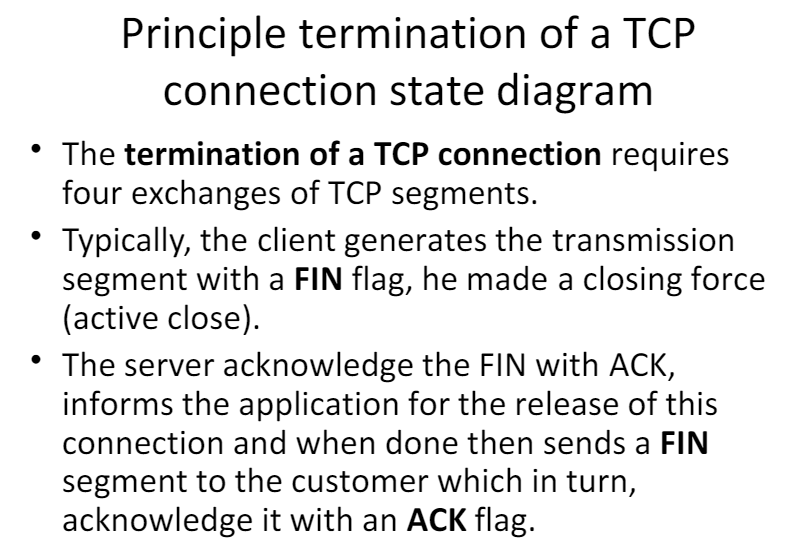 Principle termination of a TCP
connection state diagram
• The termination of a TCP connection requires
four exchanges of TCP segments.
• Typically, the client generates the transmission
segment with a FIN flag, he made a closing force
(active close).
• The server acknowledge the FIN with ACK,
informs the application for the release of this
connection and when done then sends a FIN
segment to the customer which in turn,
acknowledge it with an ACK flag.